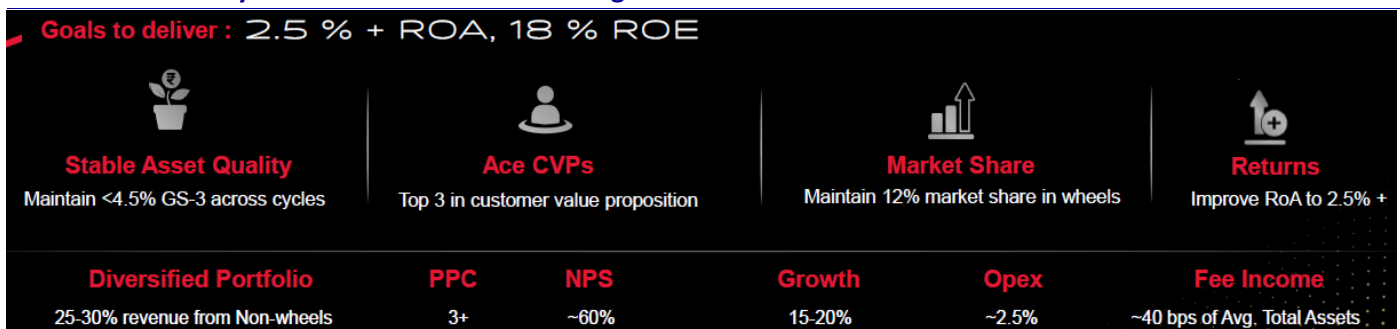 Goals to deliver : 2.5 % + ROA, 18 % ROE
₹
Stable Asset Quality
Maintain <4.5% GS-3 across cycles
Ace CVPs
Top 3 in customer value proposition
Market Share
Maintain 12% market share in wheels
Returns
Improve RoA to 2.5% +
Diversified Portfolio
25-30% revenue from Non-wheels
PPC
3+
NPS
~60%
Growth
15-20%
Opex
~2.5%
Fee Income
~40 bps of Avg. Total Assets